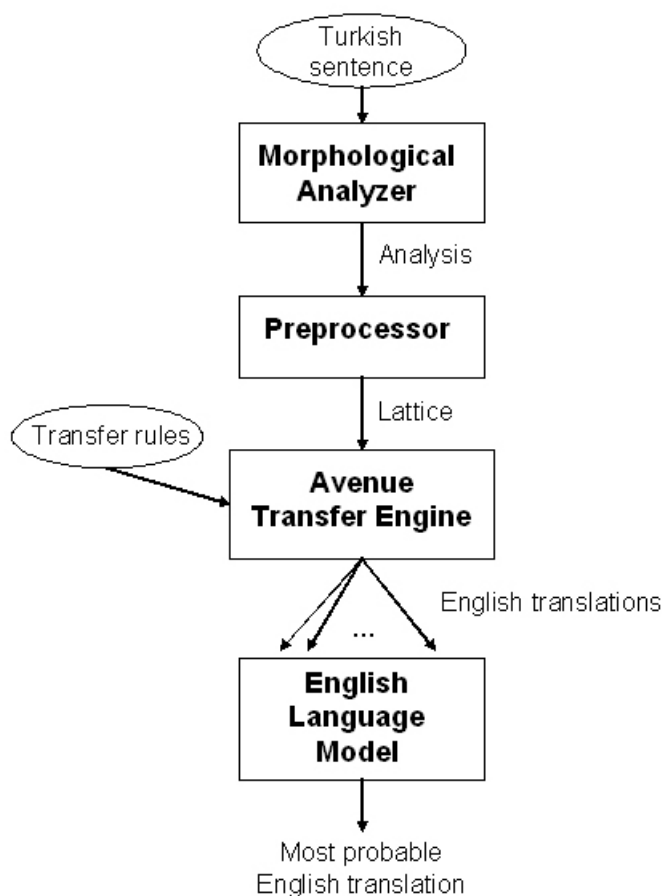 Turkish
sentence
Morphological
Analyzer
Analysis
Preprocessor
Lattice
Transfer rules
Avenue
Transfer Engine
English translations
...
English
Language
Model
Most probable
English translation